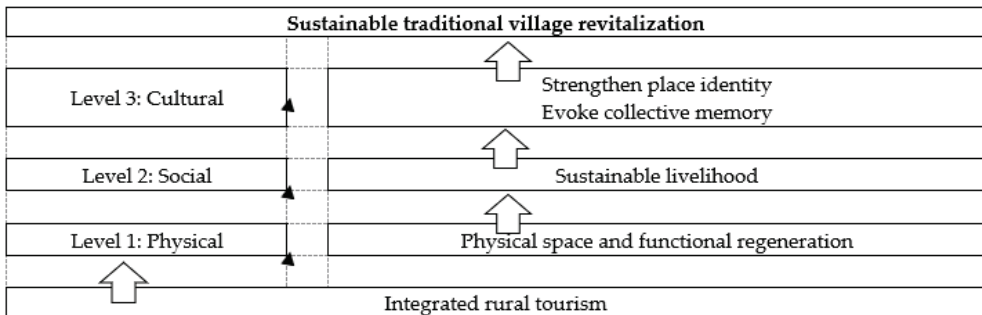 Sustainable traditional village revitalization
Level 3: Cultural
Strengthen place identity
Evoke collective memory
Level 2: Social
Sustainable livelihood
Level 1: Physical
Physical space and functional regeneration
Integrated rural tourism